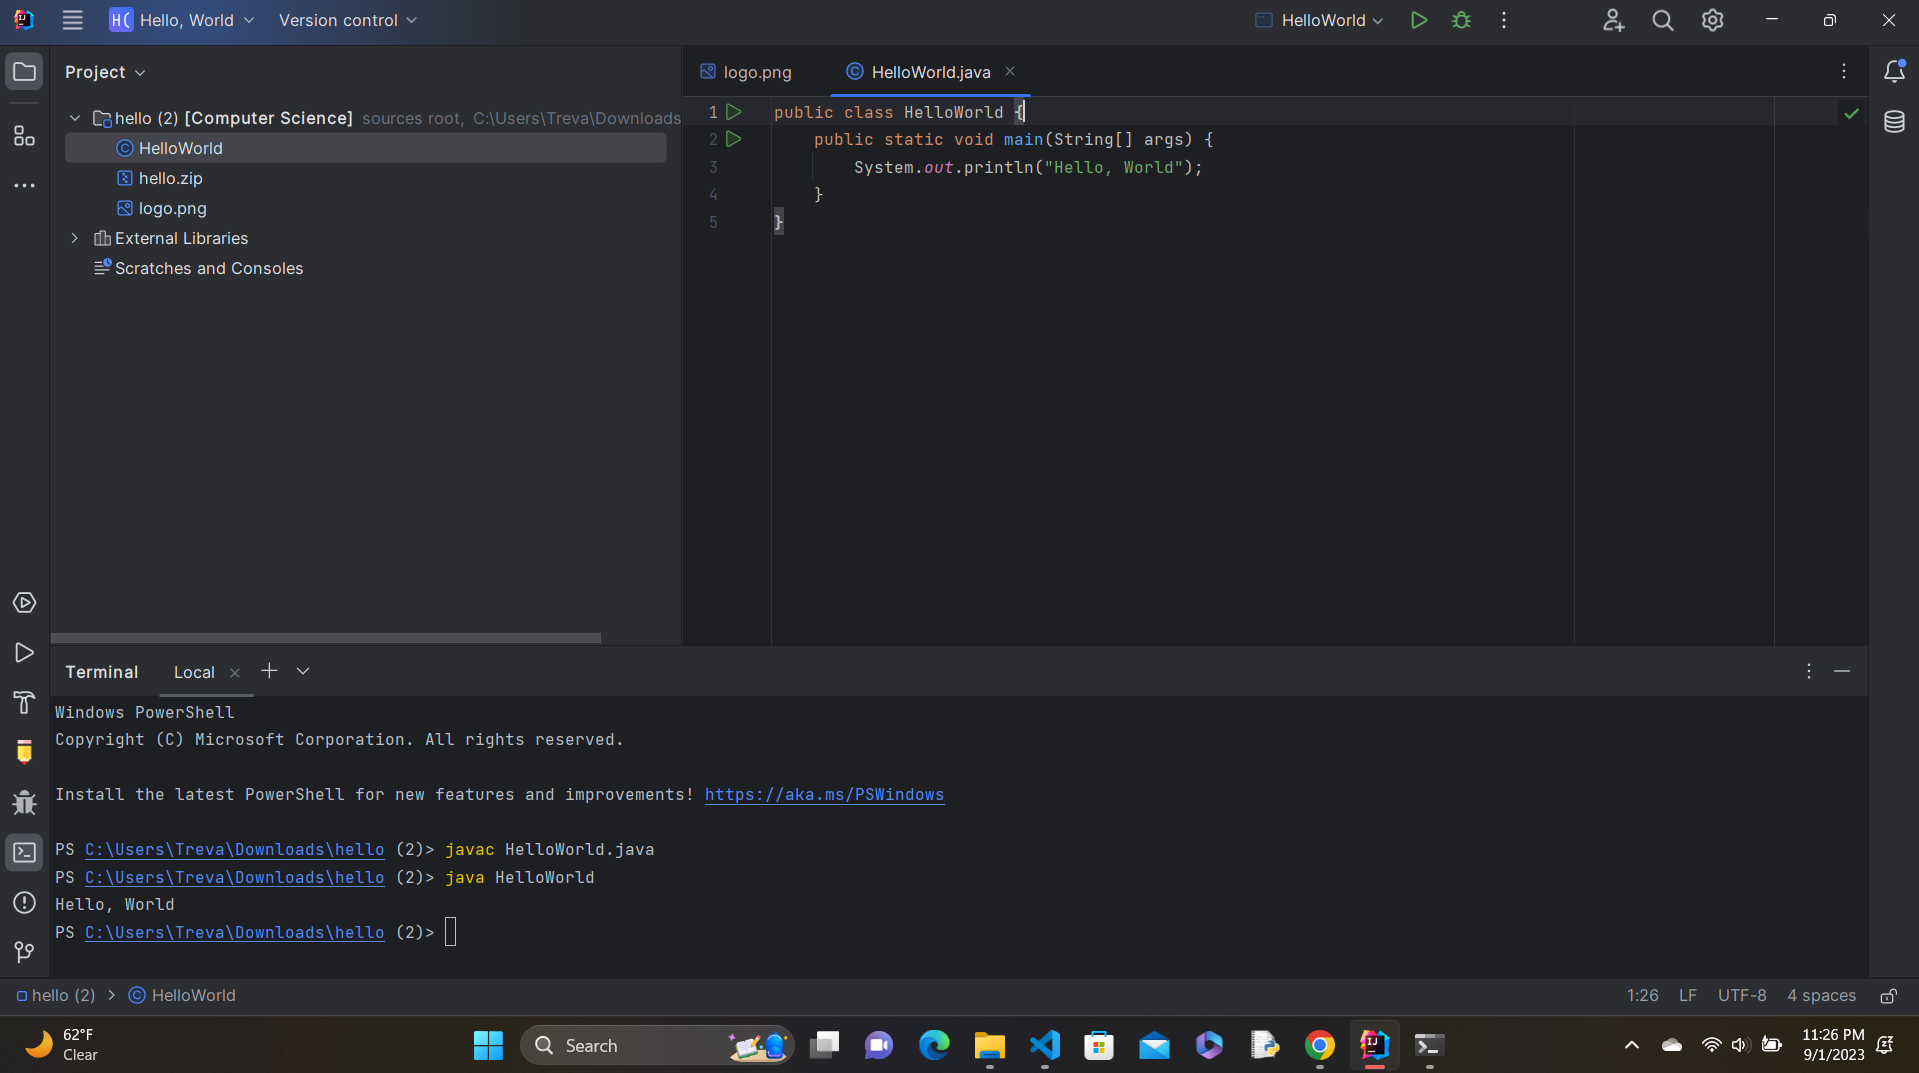 H( Hello, World Version control HelloWorld
Project
logo.png HelloWorld.java
hello (2) [Computer Science] sources root, C:\Users\Treva\Downloads
HelloWorld
hello.zip
logo.png
External Libraries
Scratches and Consoles
1 public class HelloWorld {
2 public static void main(String[] args) {
3 System.out.println("Hello, World");
4 }
5 }
Terminal Local
Windows PowerShell
Copyright (C) Microsoft Corporation. All rights reserved.
Install the latest PowerShell for new features and improvements! https://aka.ms/PSWindows
PS C:\Users\Treva\Downloads\hello (2)> javac HelloWorld.java
PS C:\Users\Treva\Downloads\hello (2)> java HelloWorld
Hello, World
PS C:\Users\Treva\Downloads\hello (2)>
hello (2) HelloWorld 1:26 LF UTF-8 4 spaces
62°F
Clear
Search
11:26 PM
9/1/2023